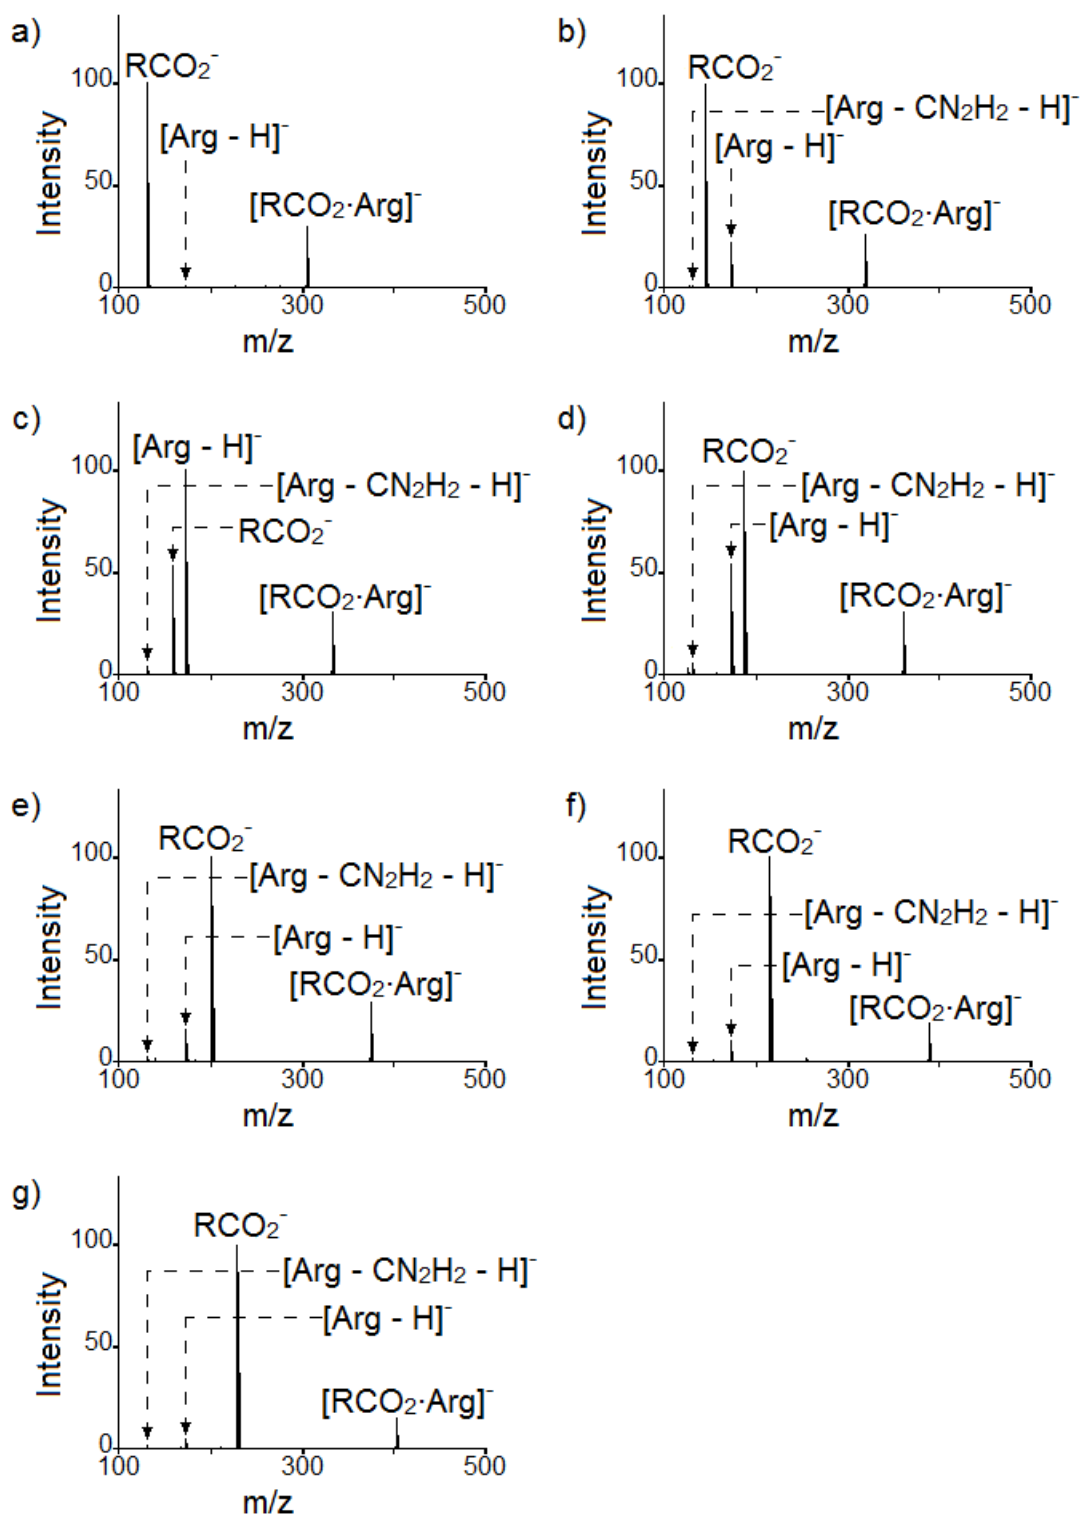 a)
RCO₂⁻
[Arg - H]⁻
[RCO₂·Arg]⁻
Intensity
100
50
0
100 300 500
m/z
b)
RCO₂⁻
[Arg - CN₂H₂ - H]⁻
[Arg - H]⁻
[RCO₂·Arg]⁻
Intensity
100
50
0
100 300 500
m/z
c)
[Arg - H]⁻
[Arg - CN₂H₂ - H]⁻
RCO₂⁻
[RCO₂·Arg]⁻
Intensity
100
50
0
100 300 500
m/z
d)
RCO₂⁻
[Arg - CN₂H₂ - H]⁻
[Arg - H]⁻
[RCO₂·Arg]⁻
Intensity
100
50
0
100 300 500
m/z
e)
RCO₂⁻
[Arg - CN₂H₂ - H]⁻
[Arg - H]⁻
[RCO₂·Arg]⁻
Intensity
100
50
0
100 300 500
m/z
f)
RCO₂⁻
[Arg - CN₂H₂ - H]⁻
[Arg - H]⁻
[RCO₂·Arg]⁻
Intensity
100
50
0
100 300 500
m/z
g)
RCO₂⁻
[Arg - CN₂H₂ - H]⁻
[Arg - H]⁻
[RCO₂·Arg]⁻
Intensity
100
50
0
100 300 500
m/z